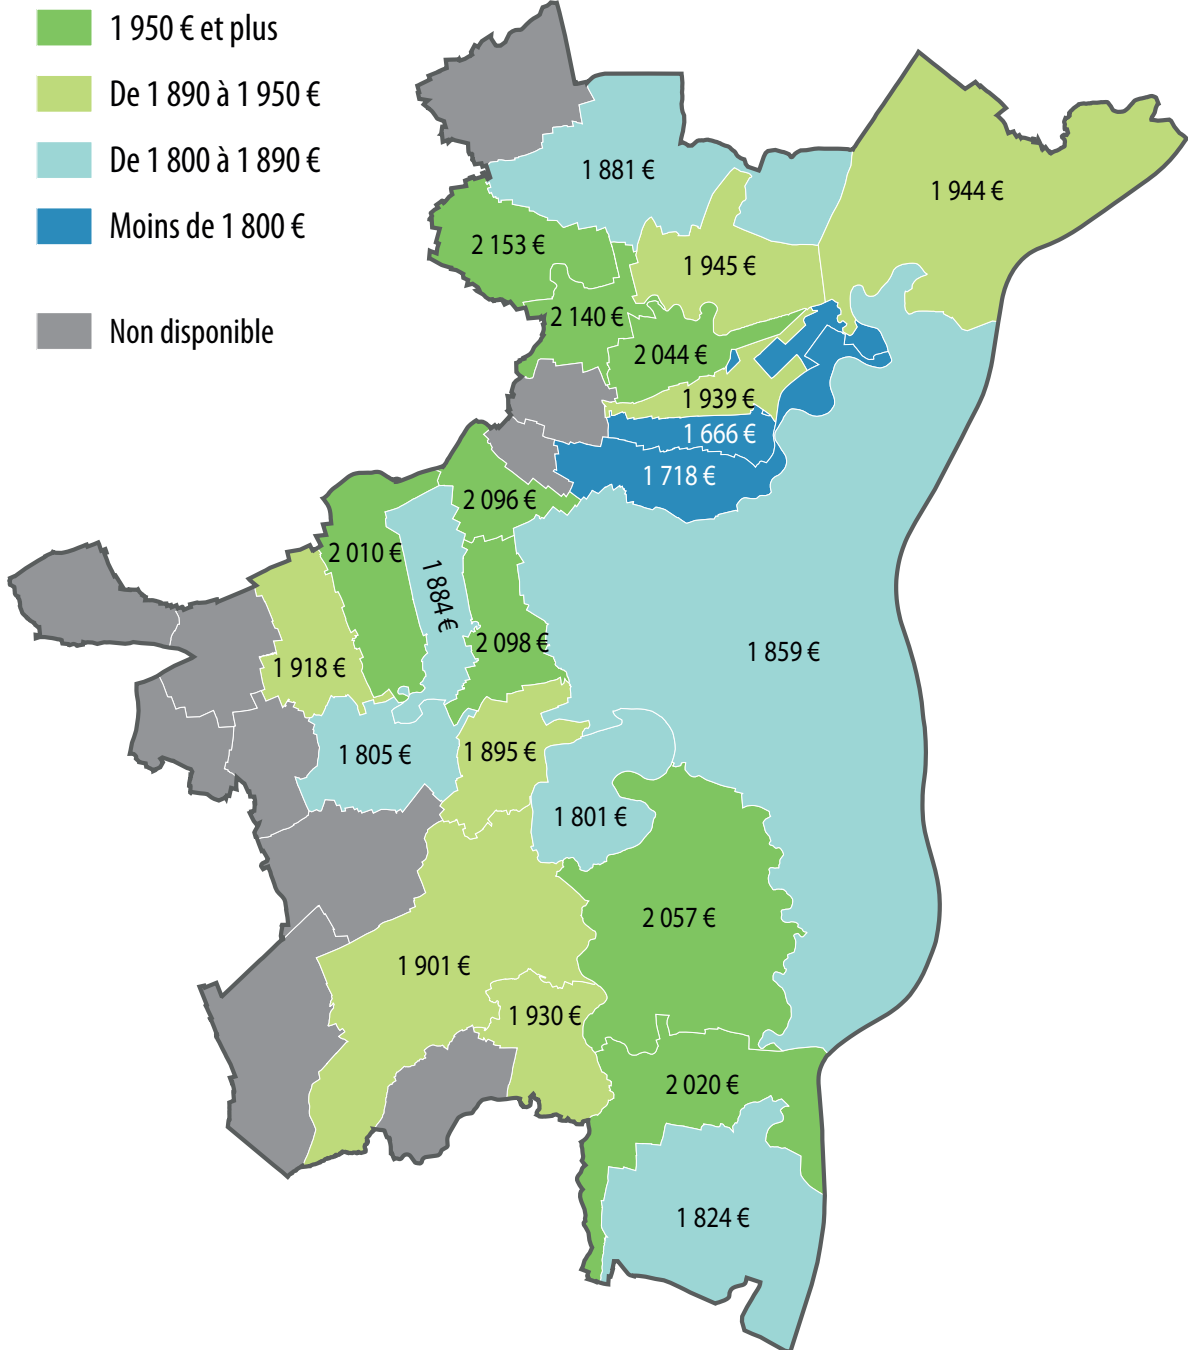 1 950 € et plus
De 1 890 à 1 950 €
De 1 800 à 1 890 €
Moins de 1 800 €
Non disponible
1 881 €
1 944 €
2 153 €
1 945 €
2 140 €
2 044 €
1 939 €
1 666 €
1 718 €
2 096 €
2 010 €
1 884 €
2 098 €
1 859 €
1 918 €
1 805 €
1 895 €
1 801 €
2 057 €
1 901 €
1 930 €
2 020 €
1 824 €